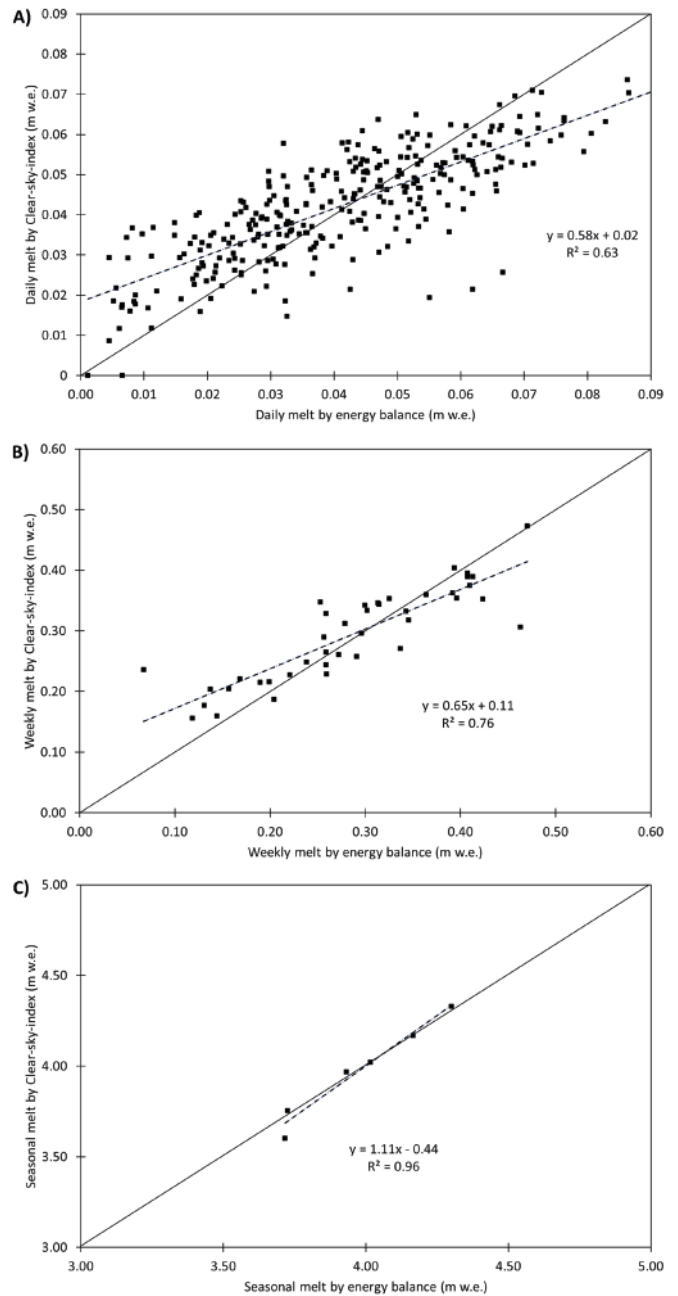 A)
0.09
0.08
0.07
0.06
0.05
0.04
0.03
0.02
0.01
0
Daily melt by Clear-sky-index (m w.e.)
y = 0.58x + 0.02
R² = 0.63
0.00 0.01 0.02 0.03 0.04 0.05 0.06 0.07 0.08 0.09
Daily melt by energy balance (m w.e.)
B)
0.60
0.50
0.40
0.30
0.20
0.10
0.00
Weekly melt by Clear-sky-index (m w.e.)
y = 0.65x + 0.11
R² = 0.76
0.00 0.10 0.20 0.30 0.40 0.50 0.60
Weekly melt by energy balance (m w.e.)
C)
5.00
4.50
4.00
3.50
3.00
Seasonal melt by Clear-sky-index (m w.e.)
y = 1.11x - 0.44
R² = 0.96
3.00 3.50 4.00 4.50 5.00
Seasonal melt by energy balance (m w.e.)